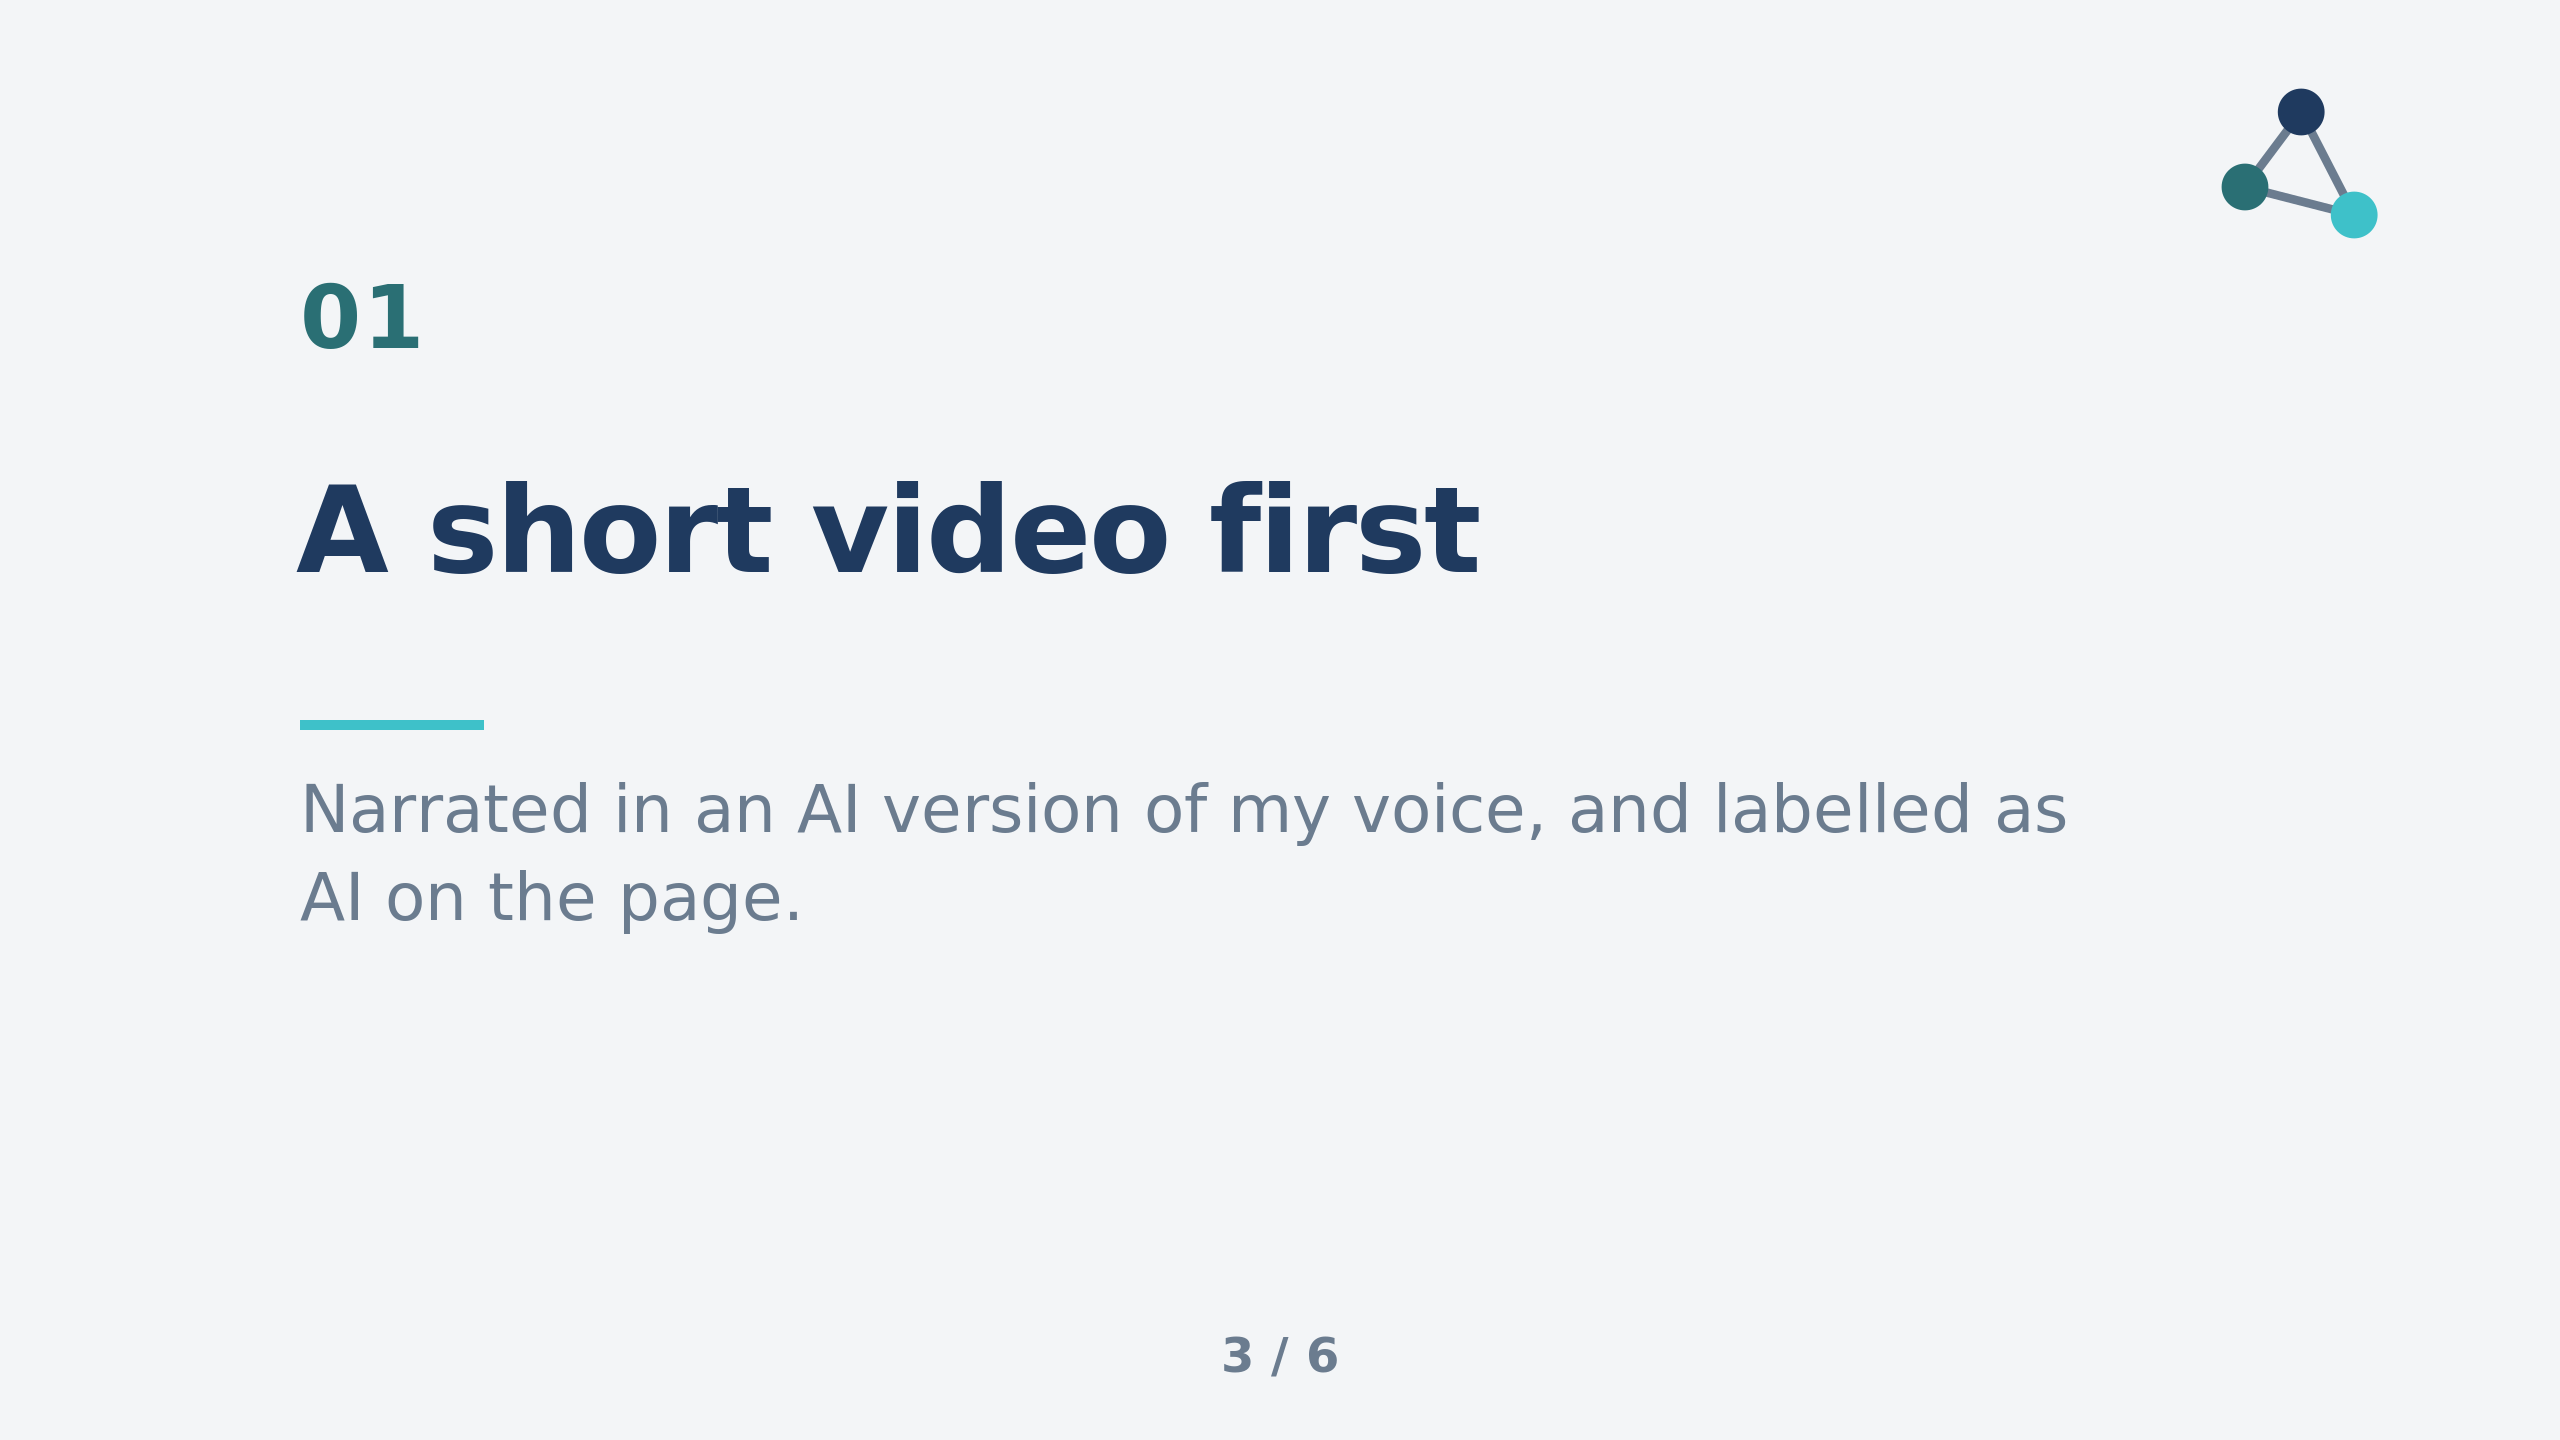 01
A short video first
Narrated in an AI version of my voice, and labelled as
AI on the page.
3 / 6